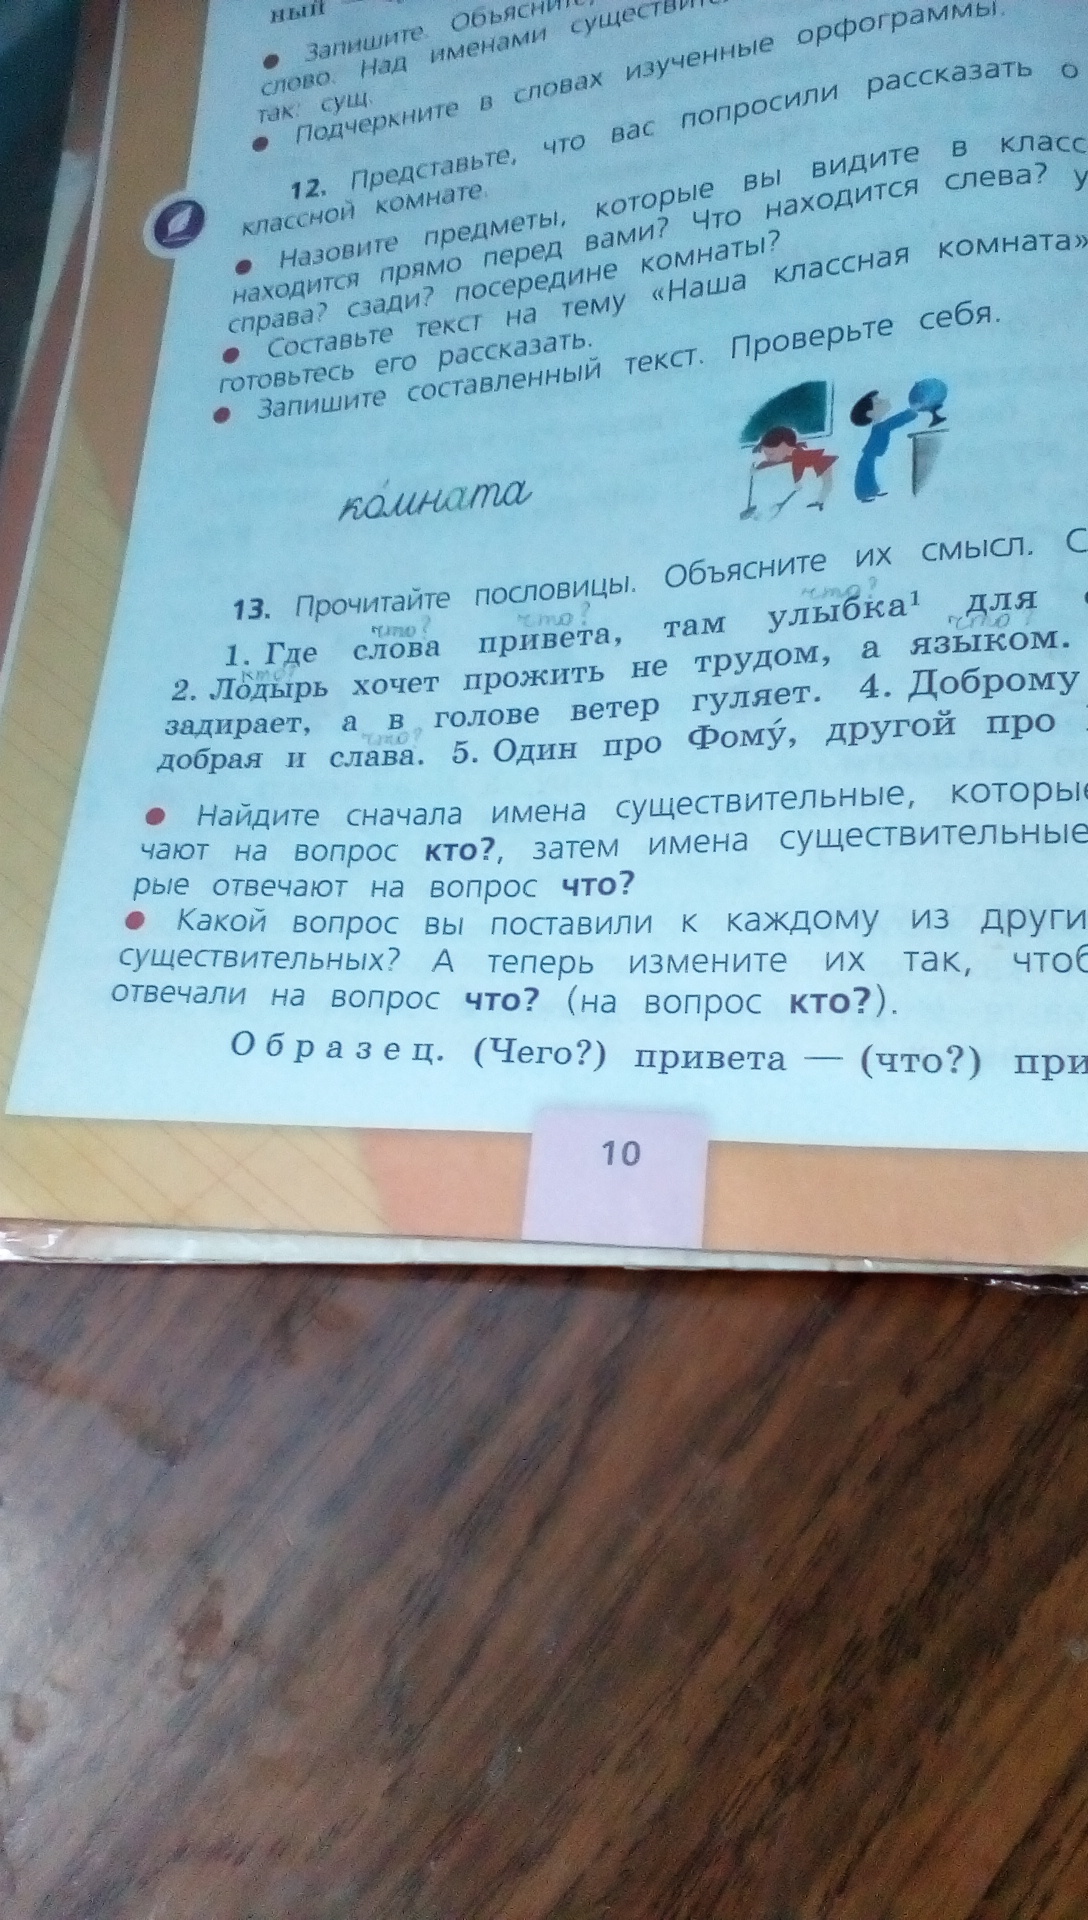 ный
• Запишите. Объясните,
слово. Над именами
так: сущ.
• Подчеркните в словах изученные орфограммы.
12. Представьте, что вас попросили рассказать о
классной комнате.
• Назовите предметы, которые вы видите в класс
находится прямо перед вами? Что находится слева? у
справа? сзади? посередине комнаты?
• Составьте текст на тему «Наша классная комната»
готовьтесь его рассказать.
• Запишите составленный текст. Проверьте себя.
ко́мната
13. Прочитайте пословицы. Объясните их смысл. С
что? что? что?
1. Где слова привета, там улыбка¹ для
кто? что?
2. Лодырь хочет прожить не трудом, а языком.
задирает, а в голове ветер гуляет. 4. Доброму
что?
добрая и слава. 5. Один про Фому́, другой про
• Найдите сначала имена существительные, которые
чают на вопрос кто?, затем имена существительные
рые отвечают на вопрос что?
• Какой вопрос вы поставили к каждому из други
существительных? А теперь измените их так, чтоб
отвечали на вопрос что? (на вопрос кто?).
Образец. (Чего?) привета — (что?) при
10